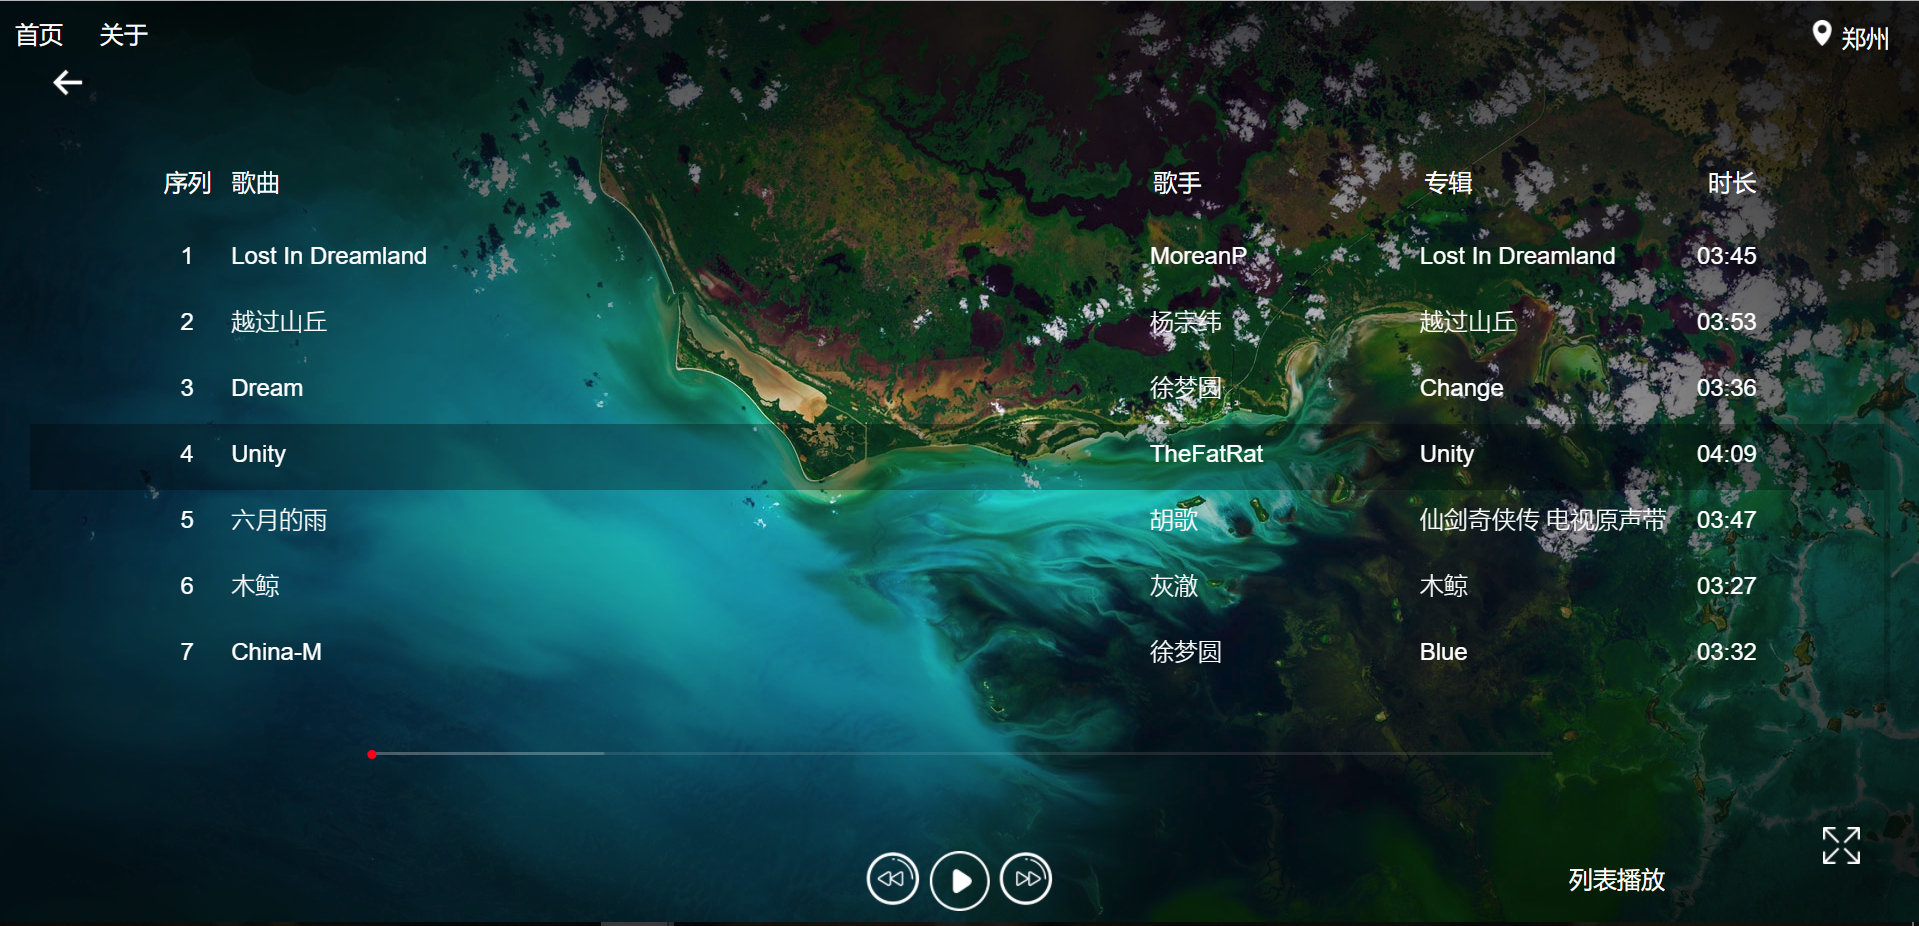 首页 关于 郑州
序列 歌曲 歌手 专辑 时长
1 Lost In Dreamland MoreanP Lost In Dreamland 03:45
2 越过山丘 杨宗纬 越过山丘 03:53
3 Dream 徐梦圆 Change 03:36
4 Unity TheFatRat Unity 04:09
5 六月的雨 胡歌 仙剑奇侠传 电视原声带 03:47
6 木鲸 灰澈 木鲸 03:27
7 China-M 徐梦圆 Blue 03:32
列表播放